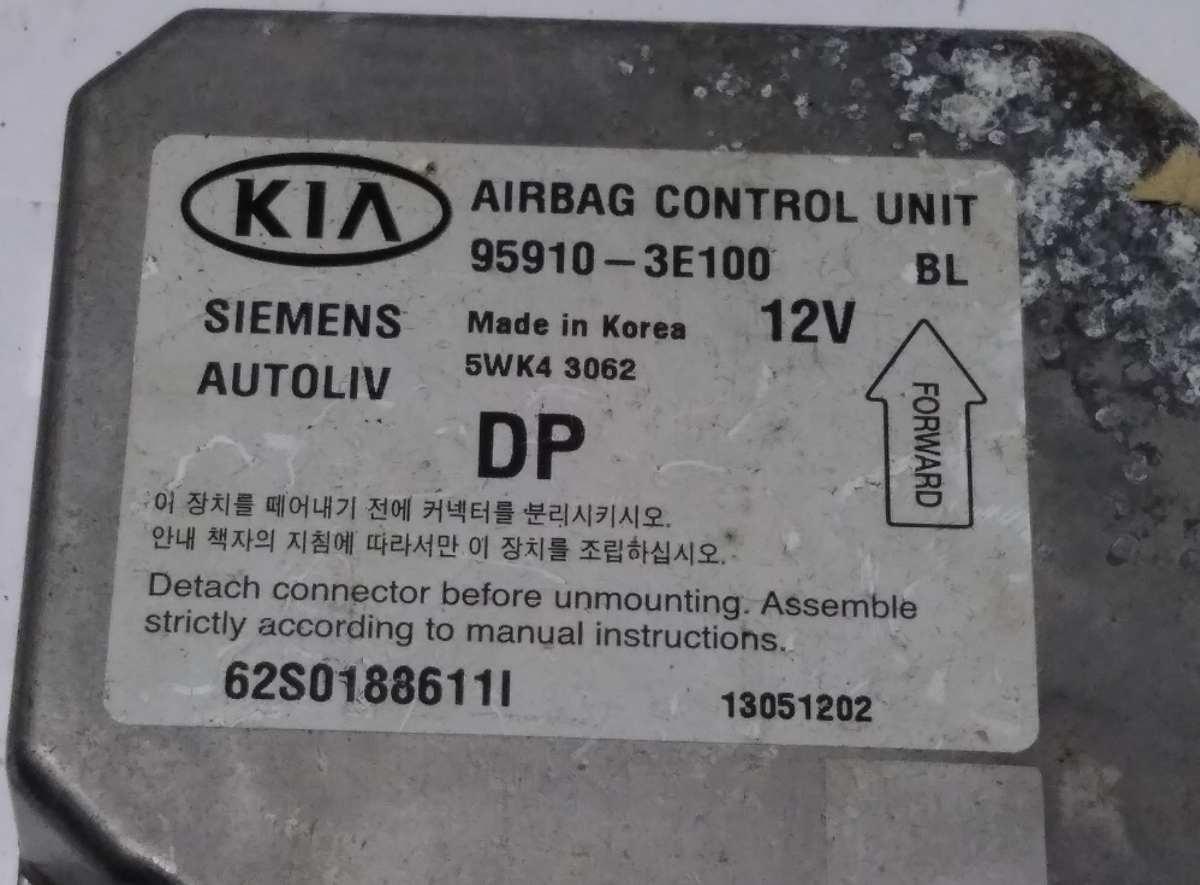 KIA
AIRBAG CONTROL UNIT
95910-3E100 BL
SIEMENS
AUTOLIV
Made in Korea
12V
5WK4 3062
DP
FORWARD
이 장치를 떼어내기 전에 커넥터를 분리시키시오.
안내 책자의 지침에 따라서만 이 장치를 조립하십시오.
Detach connector before unmounting. Assemble
strictly according to manual instructions.
62S0188611I
13051202